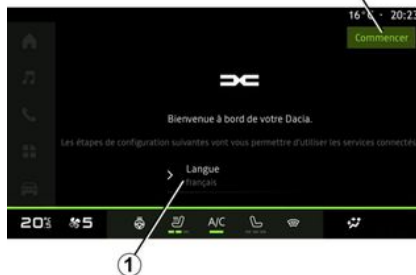 16°C · 20:23
Commencer
Bienvenue à bord de votre Dacia.
Les étapes de configuration suivantes vont vous permettre d'utiliser les services connectés
Langue
français
5
A/C
1